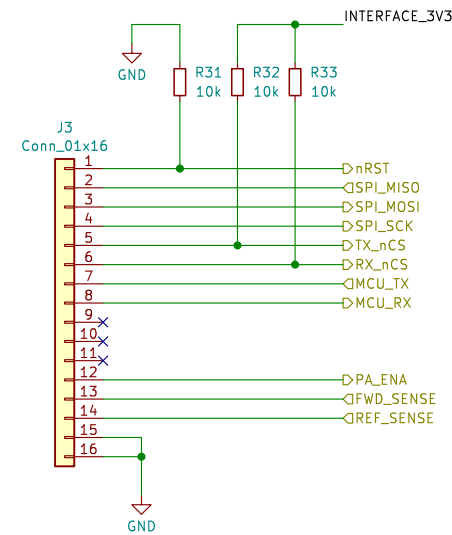 INTERFACE_3V3
GND
R31
10k
R32
10k
R33
10k
J3
Conn_01x16
1 nRST
2 SPI_MISO
3 SPI_MOSI
4 SPI_SCK
5 TX_nCS
6 RX_nCS
7 MCU_TX
8 MCU_RX
9
10
11
12 PA_ENA
13 FWD_SENSE
14 REF_SENSE
15
16
GND